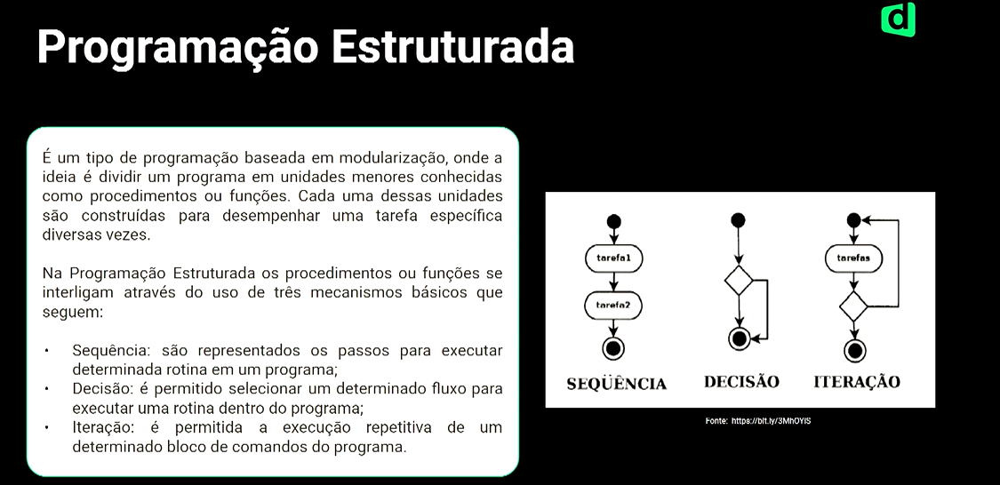 d
Programação Estruturada
É um tipo de programação baseada em modularização, onde a
ideia é dividir um programa em unidades menores conhecidas
como procedimentos ou funções. Cada uma dessas unidades
são construídas para desempenhar uma tarefa específica
diversas vezes.
Na Programação Estruturada os procedimentos ou funções se
interligam através do uso de três mecanismos básicos que
seguem:
• Sequência: são representados os passos para executar
determinada rotina em um programa;
• Decisão: é permitido selecionar um determinado fluxo para
executar uma rotina dentro do programa;
• Iteração: é permitida a execução repetitiva de um
determinado bloco de comandos do programa.
tarefa1
tarefa2
SEQÜÊNCIA
DECISÃO
tarefas
ITERAÇÃO
Fonte: https://bit.ly/3MhOYIS